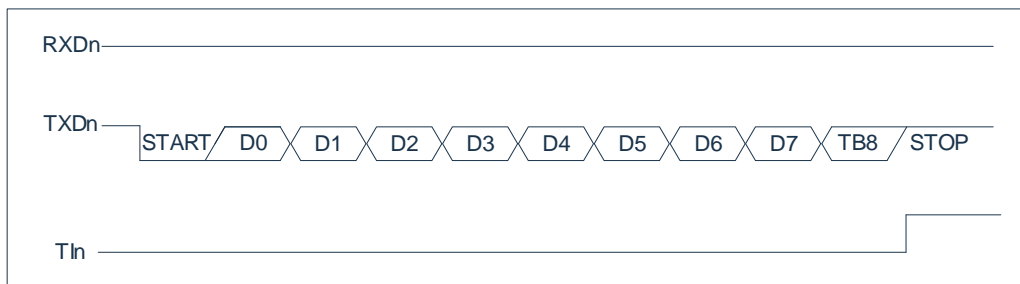 RXDn
TXDn
START D0 D1 D2 D3 D4 D5 D6 D7 TB8 STOP
TIn